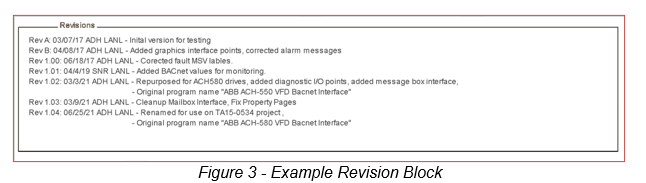 Revisions
Rev A: 03/07/17 ADH LANL - Inital version for testing
Rev B: 04/08/17 ADH LANL - Added graphics interface points, corrected alarm messages
Rev 1.00: 06/18/17 ADH LANL - Corected fault MSV lables.
Rev 1.01: 04/4/19 SNR LANL - Added BACnet values for monitoring.
Rev 1.02: 03/3/21 ADH LANL - Repurposed for ACH580 drives, added diagnostic I/O points, added message box interface,
- Original program name "ABB ACH-550 VFD Bacnet Interface"
Rev 1.03: 03/9/21 ADH LANL - Cleanup Mailbox Interface, Fix Property Pages
Rev 1.04: 06/25/21 ADH LANL - Renamed for use on TA15-0534 project ,
- Original program name "ABB ACH-580 VFD Bacnet Interface"
Figure 3 - Example Revision Block